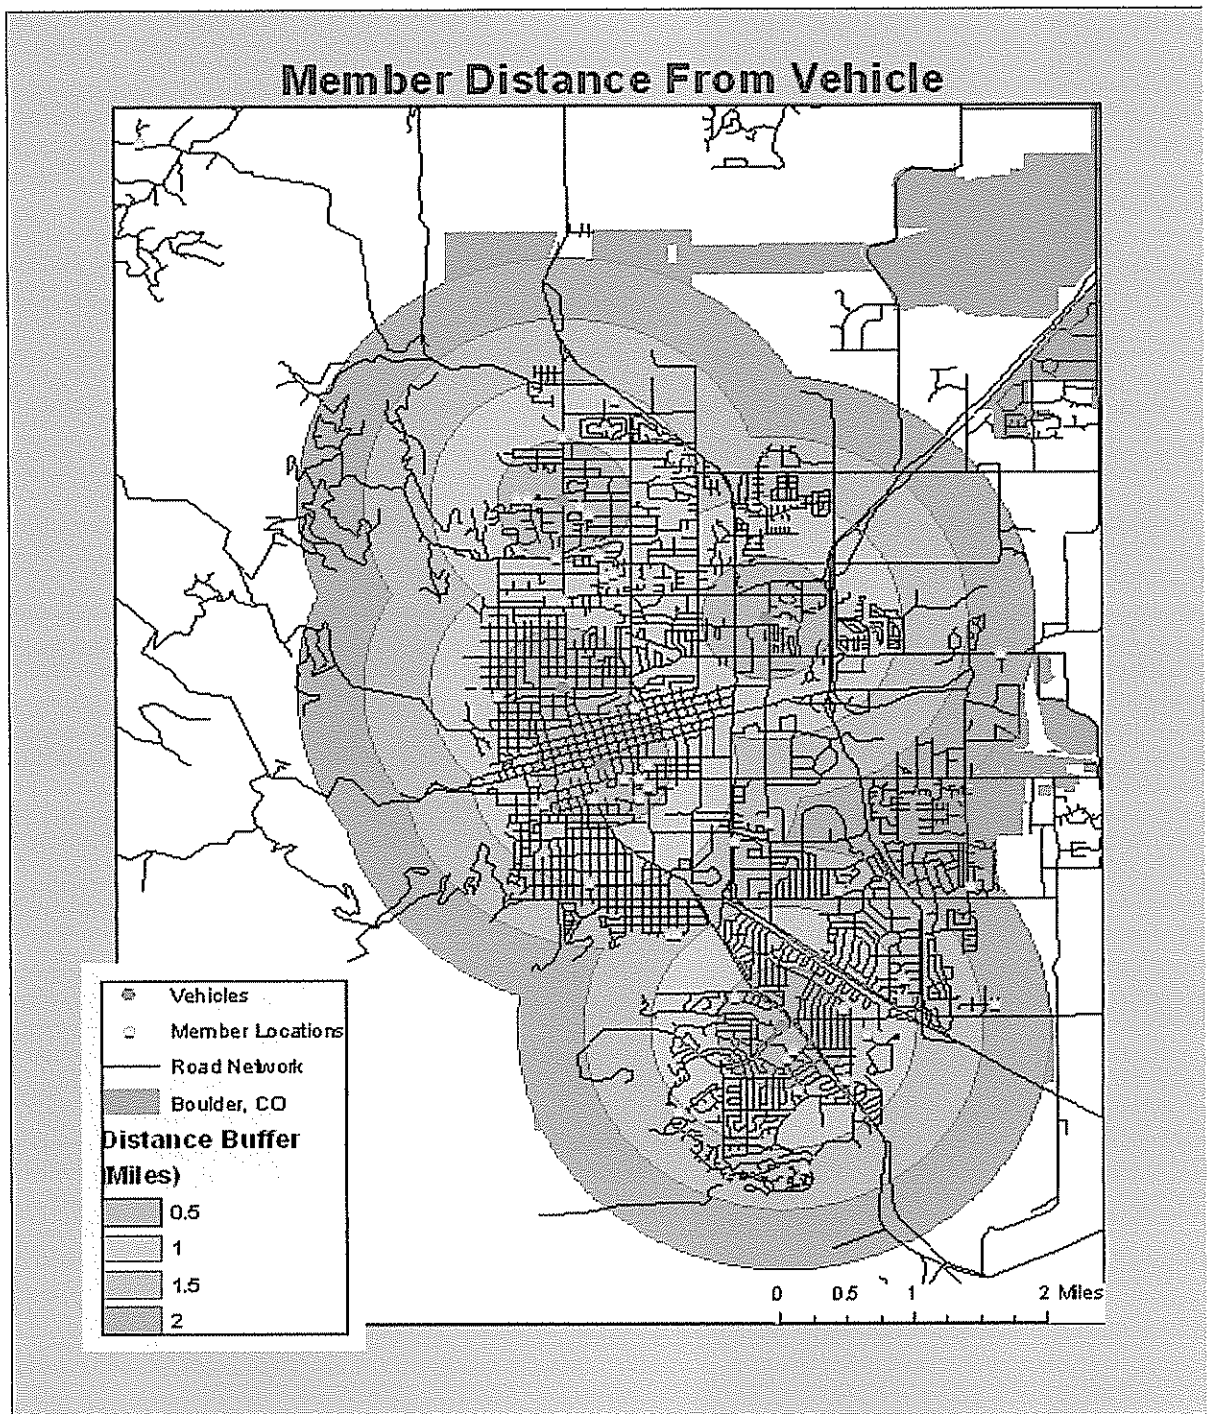 Member Distance From Vehicle
Vehicles
Member Locations
Road Network
Boulder, CO
Distance Buffer
(Miles)
0.5
1
1.5
2
0 0.5 1 2 Miles